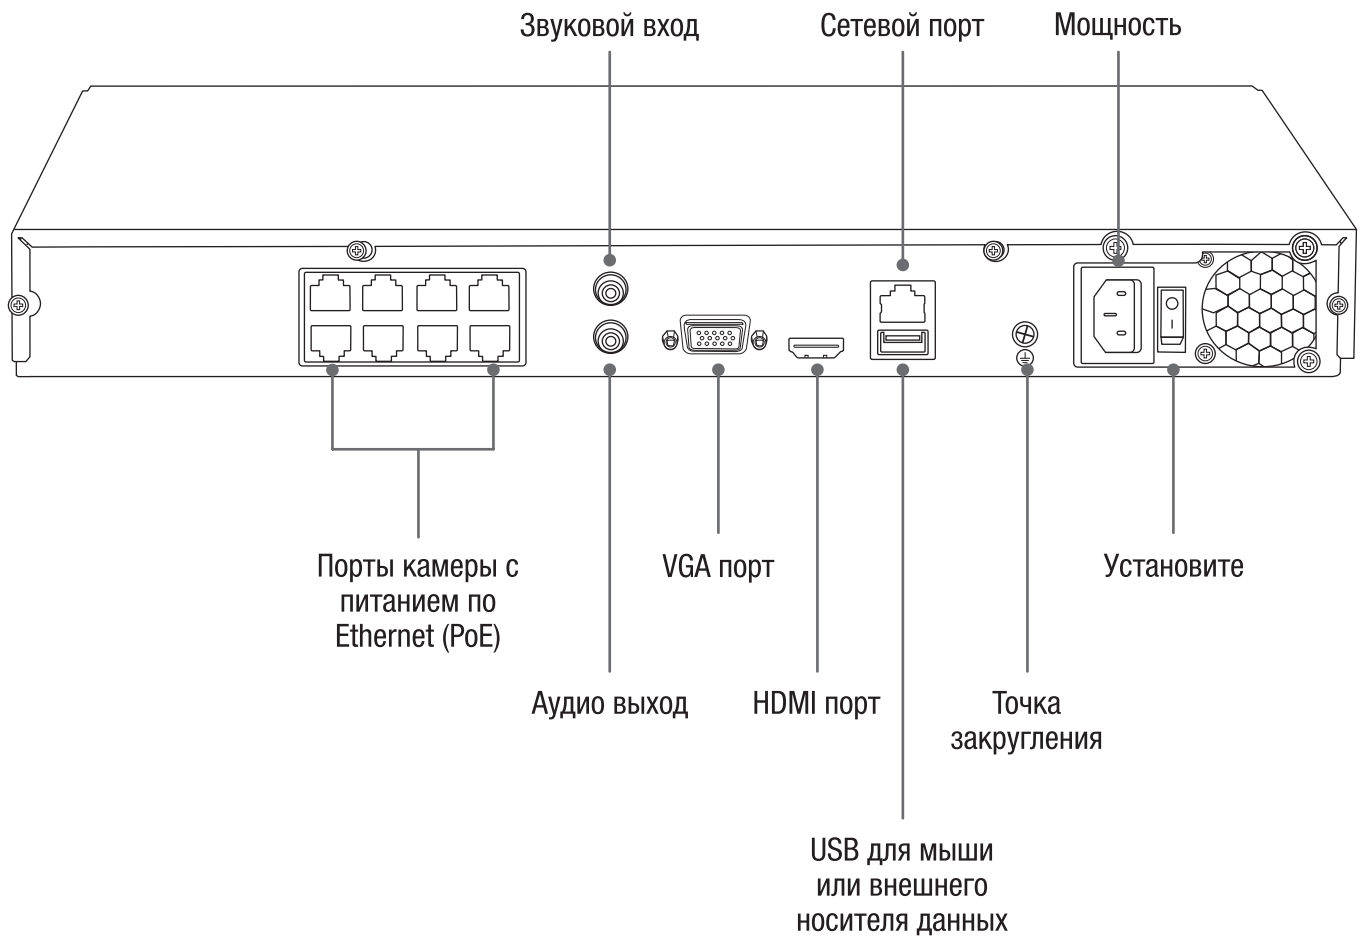 Звуковой вход
Сетевой порт
Мощность
Порты камеры с
питанием по
Ethernet (PoE)
VGA порт
Установите
Аудио выход
HDMI порт
Точка
закругления
USB для мыши
или внешнего
носителя данных